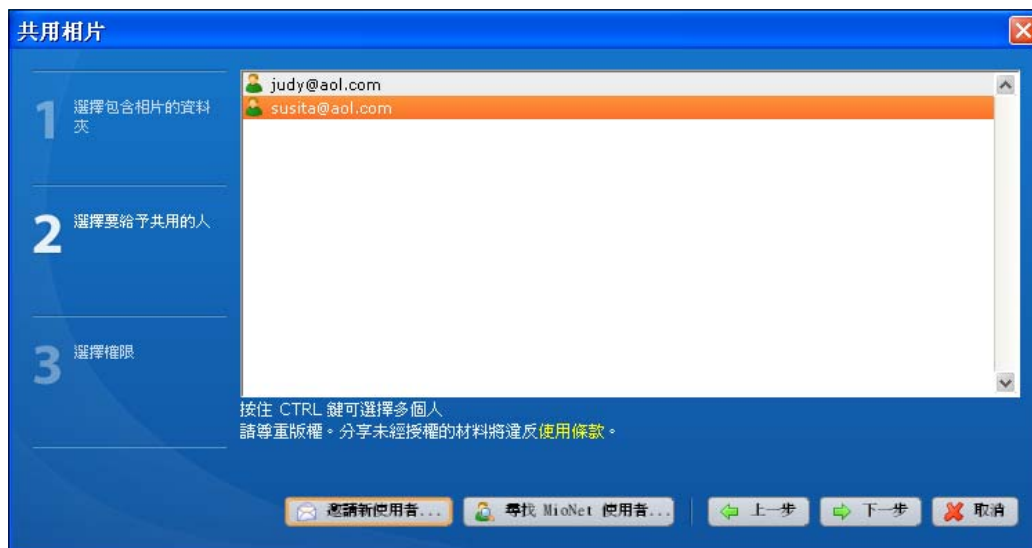 共用相片
1 選擇包含相片的資料
夾
2 選擇要給予共用的人
3 選擇權限
judy@aol.com
susita@aol.com
按住 CTRL 鍵可選擇多個人
請尊重版權。分享未經授權的材料將違反使用條款。
邀請新使用者... 尋找 MioNet 使用者... 上一步 下一步 取消